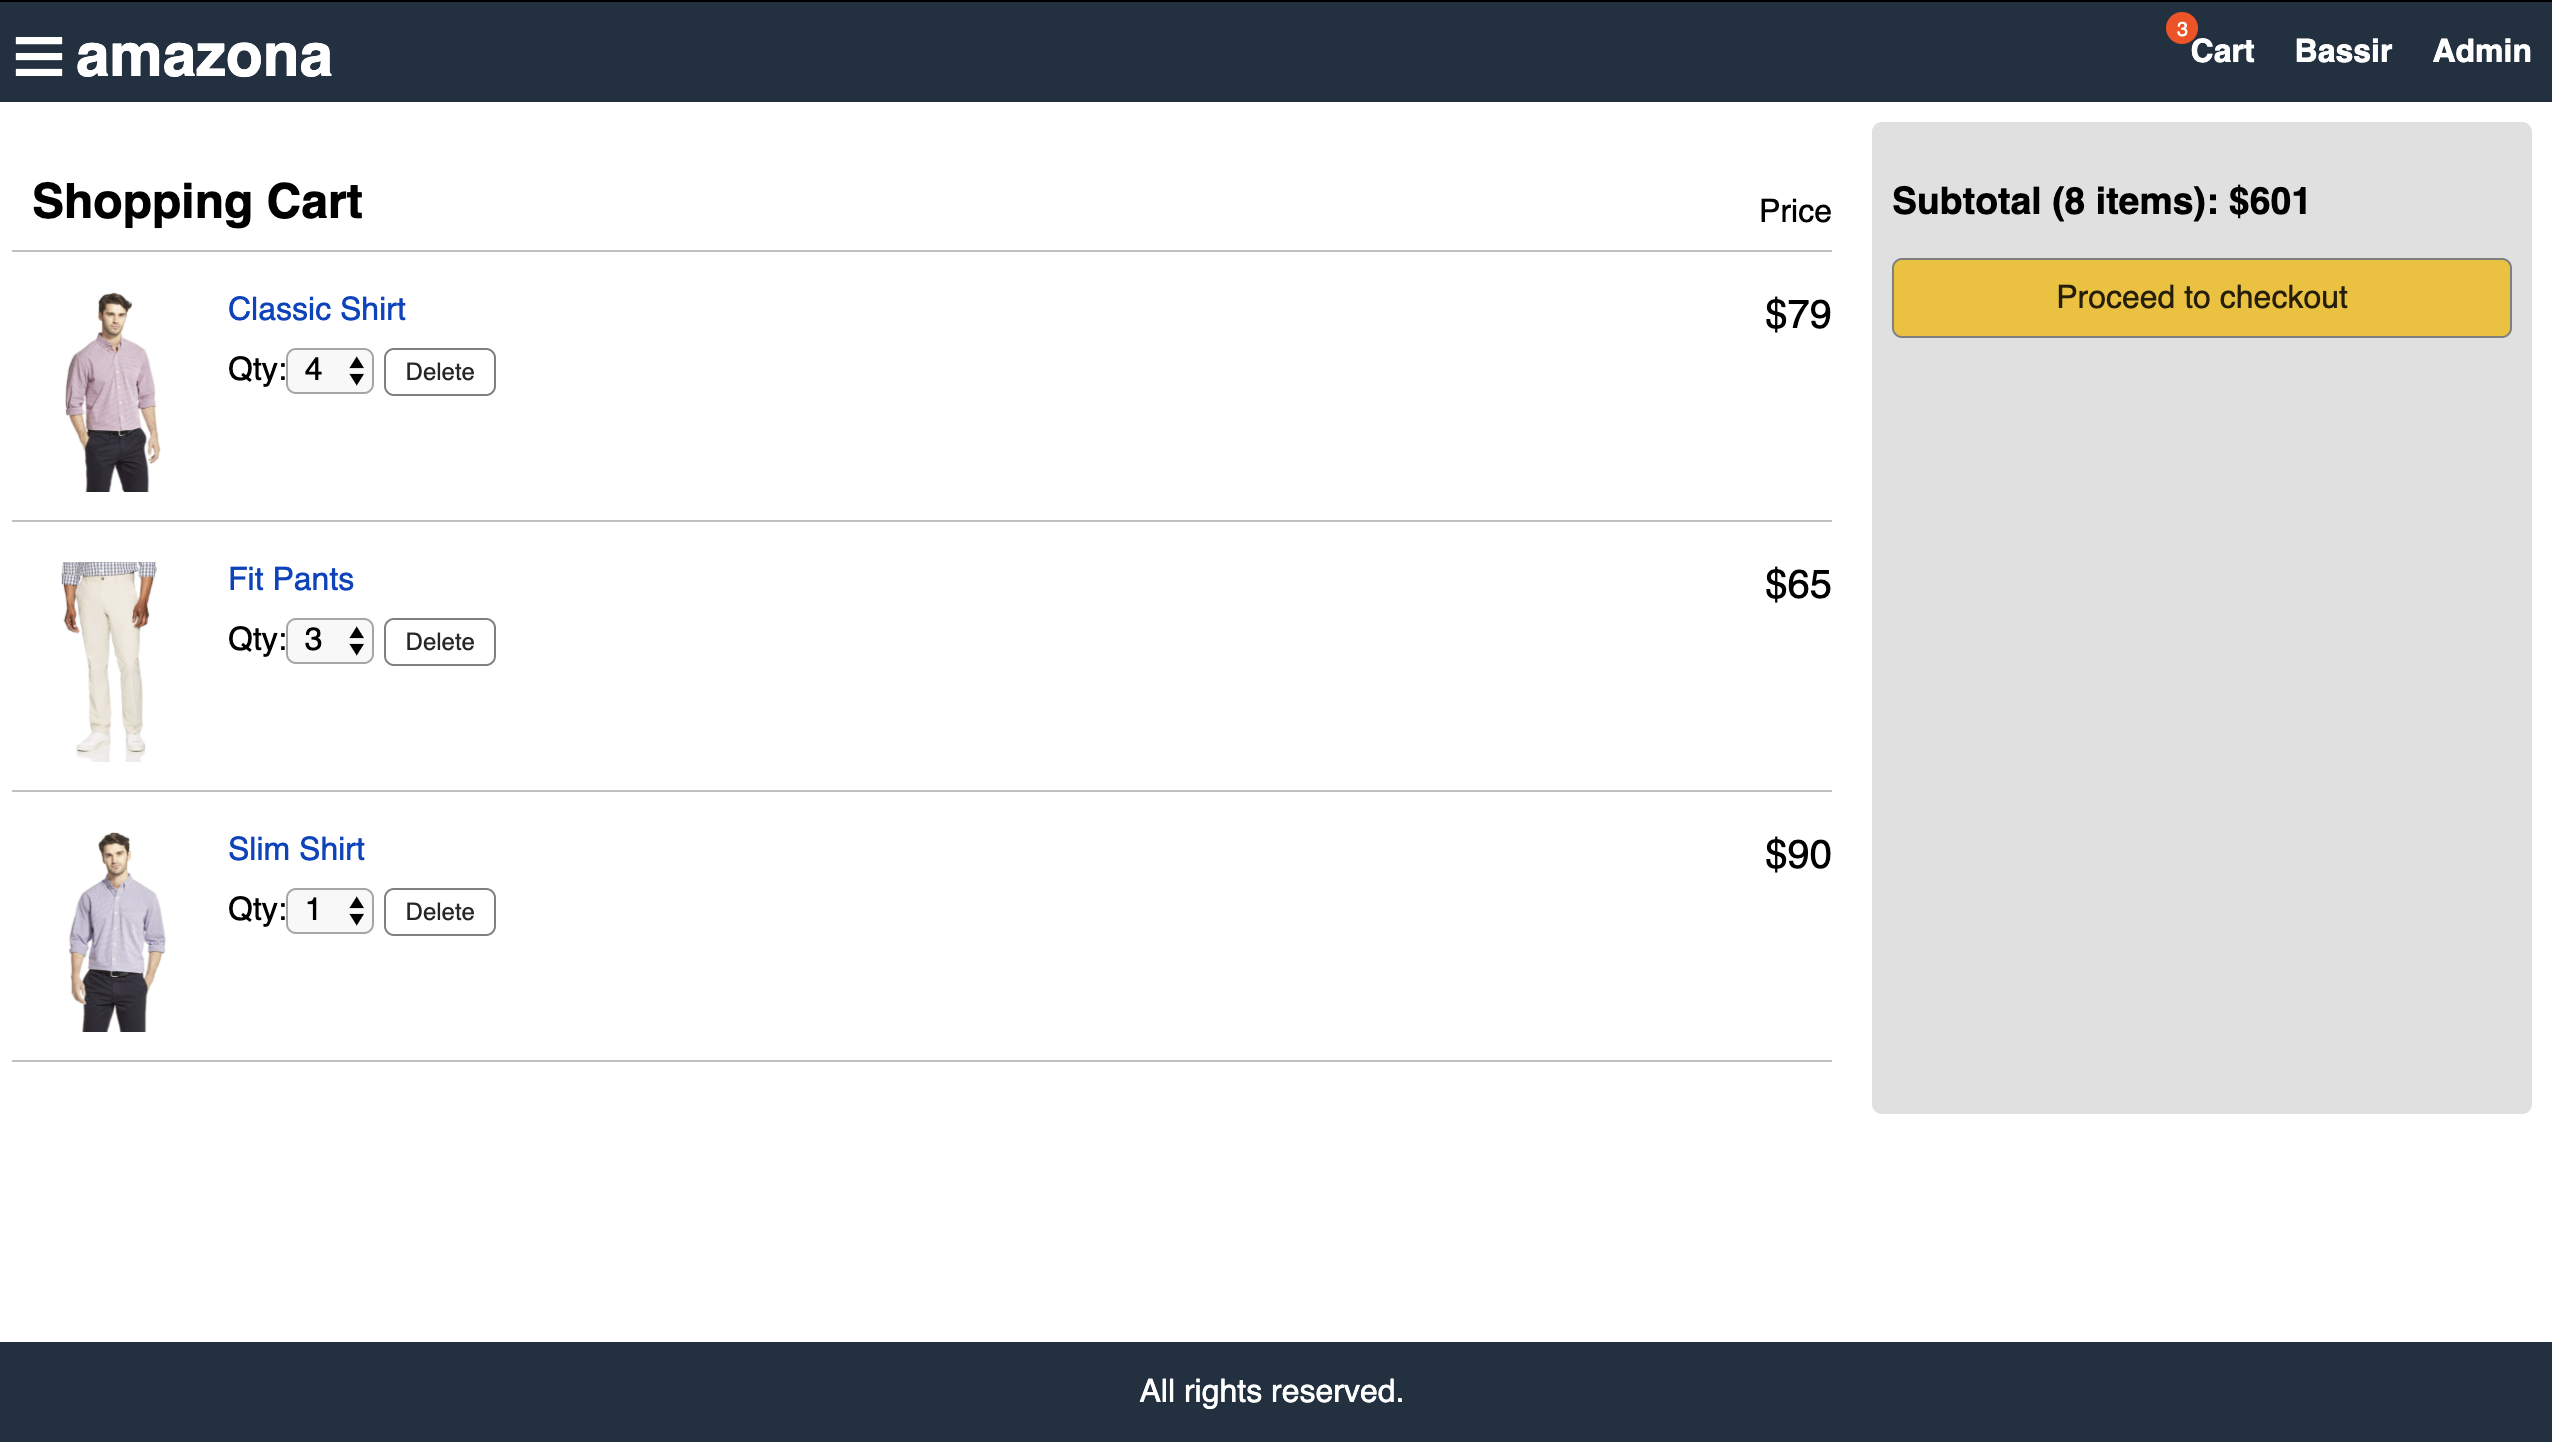 amazona
3
Cart Bassir Admin
Shopping Cart
Price
Classic Shirt
$79
Qty: 4 Delete
Fit Pants
$65
Qty: 3 Delete
Slim Shirt
$90
Qty: 1 Delete
Subtotal (8 items): $601
Proceed to checkout
All rights reserved.